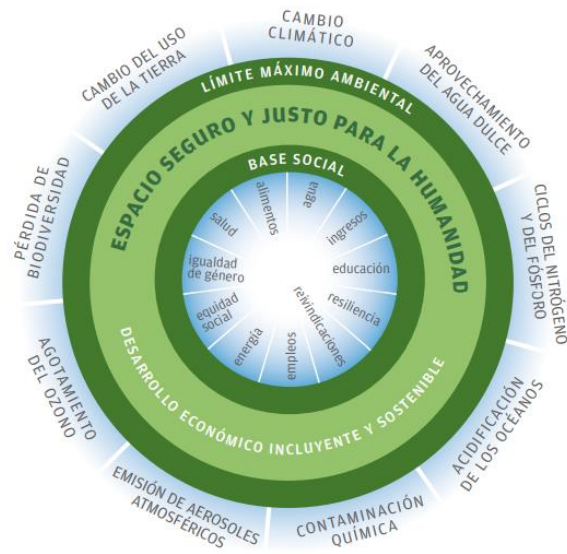 CAMBIO
CLIMÁTICO
APROVECHAMIENTO
DEL AGUA DULCE
CICLOS DEL NITRÓGENO
Y DEL FÓSFORO
ACIDIFICACIÓN
DE LOS OCÉANOS
CONTAMINACIÓN
QUÍMICA
EMISIÓN DE AEROSOLES
ATMOSFÉRICOS
AGOTAMIENTO
DEL OZONO
PÉRDIDA DE
BIODIVERSIDAD
CAMBIO DEL USO
DE LA TIERRA
LÍMITE MÁXIMO AMBIENTAL
ESPACIO SEGURO Y JUSTO PARA LA HUMANIDAD
BASE SOCIAL
agua
ingresos
educación
resiliencia
reivindicaciones
empleos
energía
equidad
social
igualdad
de género
salud
alimentos
DESARROLLO ECONÓMICO INCLUYENTE Y SOSTENIBLE